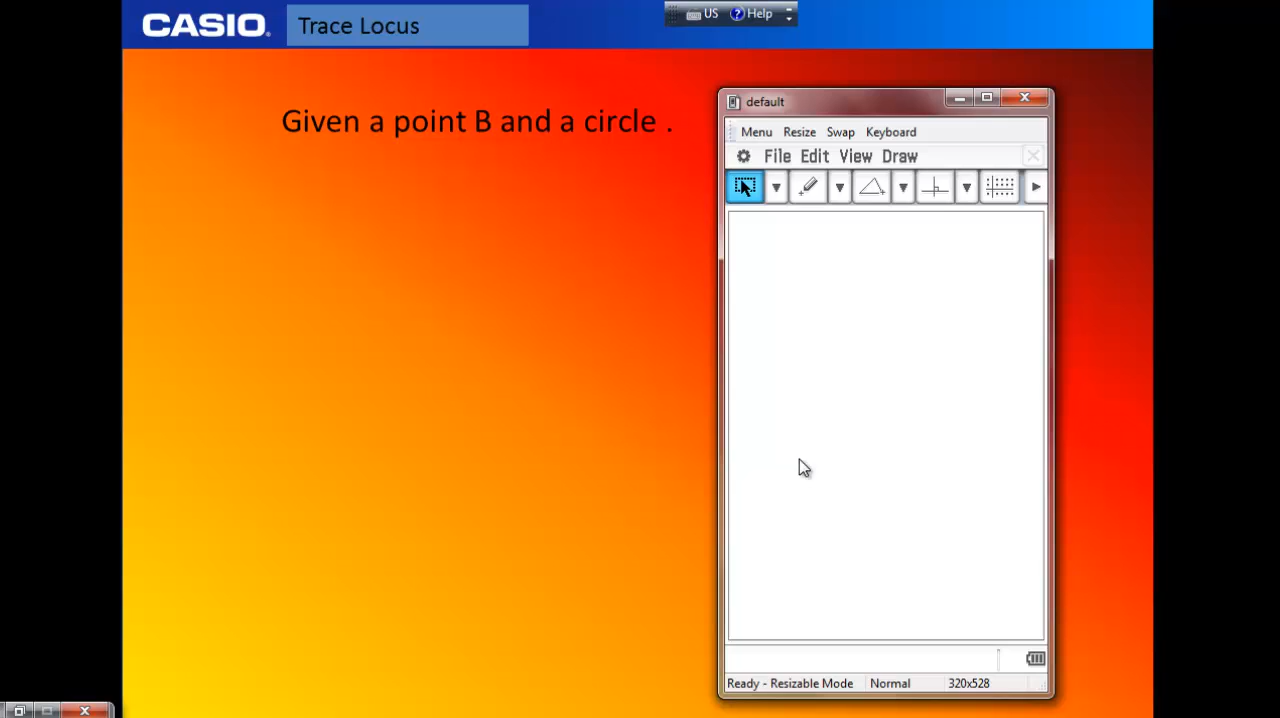 CASIO
Trace Locus
US Help
Given a point B and a circle .
default
Menu Resize Swap Keyboard
File Edit View Draw
Ready - Resizable Mode Normal 320x528